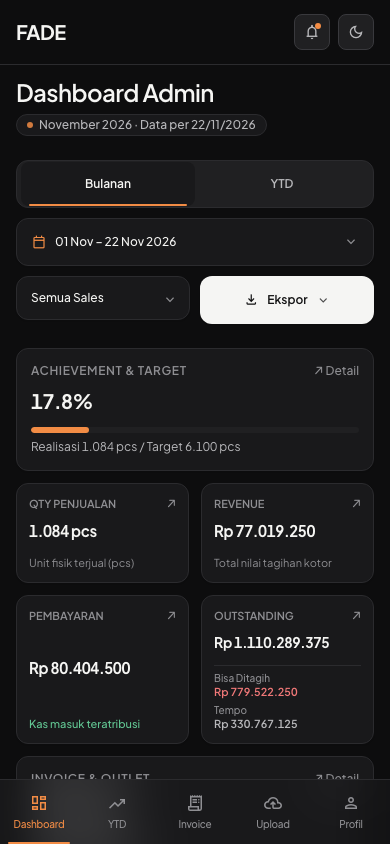 FADE
Dashboard Admin
November 2026 · Data per 22/11/2026
Bulanan
YTD
01 Nov – 22 Nov 2026
Semua Sales
Ekspor
ACHIEVEMENT & TARGET
Detail
17.8%
Realisasi 1.084 pcs / Target 6.100 pcs
QTY PENJUALAN
1.084 pcs
Unit fisik terjual (pcs)
REVENUE
Rp 77.019.250
Total nilai tagihan kotor
PEMBAYARAN
Rp 80.404.500
Kas masuk teratribusi
OUTSTANDING
Rp 1.110.289.375
Bisa Ditagih
Rp 779.522.250
Tempo
Rp 330.767.125
INVOICE & OUTLET
Detail
Dashboard
YTD
Invoice
Upload
Profil